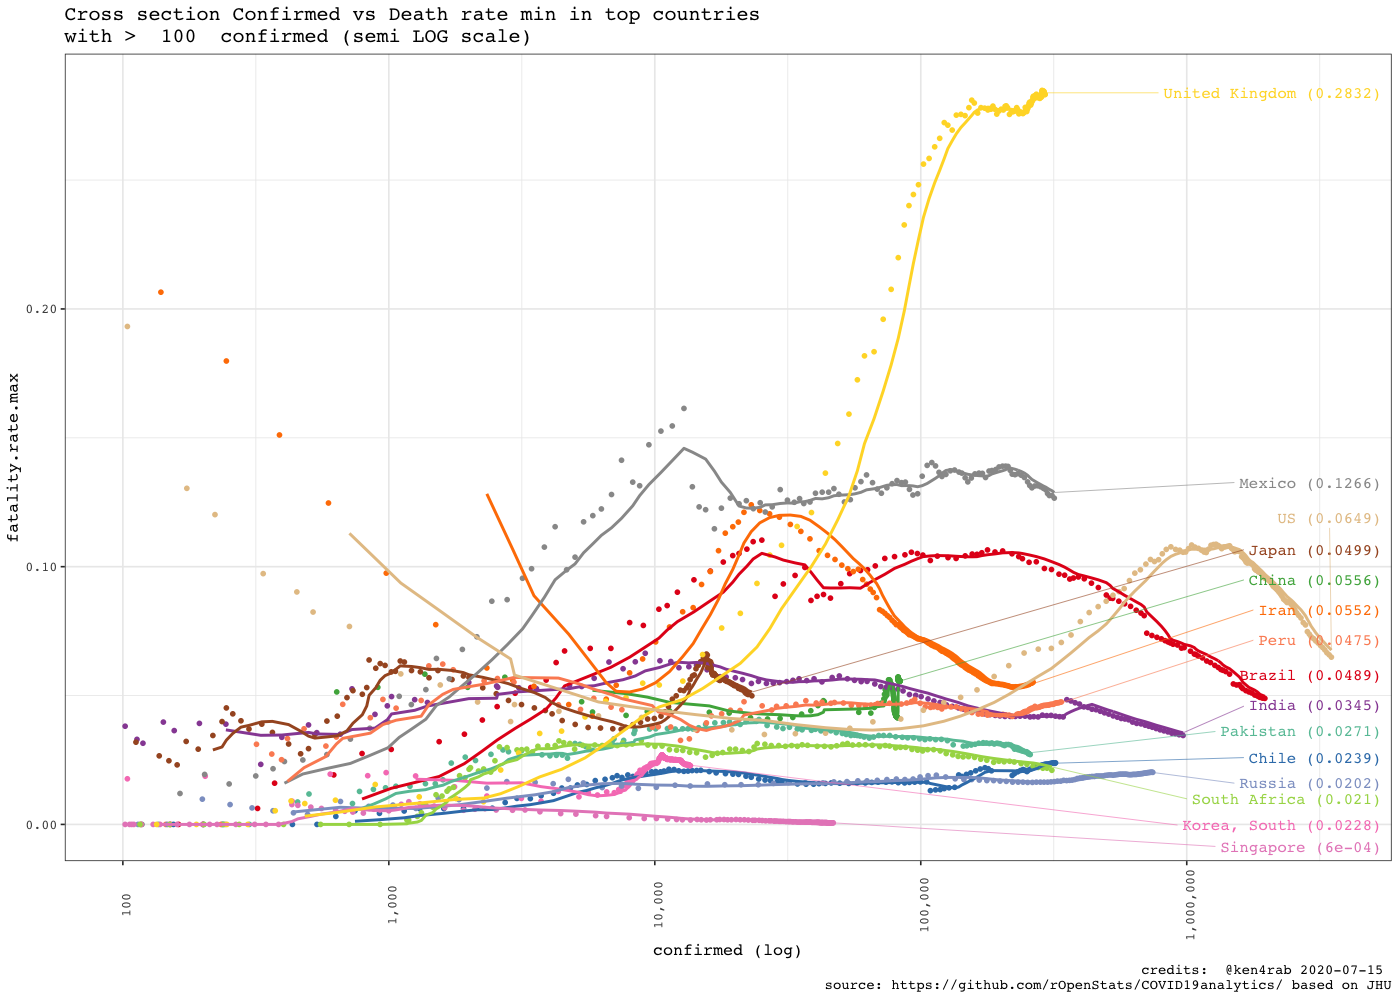 Cross section Confirmed vs Death rate min in top countries
with >  100  confirmed (semi LOG scale)
fatality.rate.max
0.20
0.10
0.00
United Kingdom (0.2832)
Mexico (0.1266)
US (0.0649)
Japan (0.0499)
China (0.0556)
Iran (0.0552)
Peru (0.0475)
Brazil (0.0489)
India (0.0345)
Pakistan (0.0271)
Chile (0.0239)
Russia (0.0202)
South Africa (0.021)
Korea, South (0.0228)
Singapore (6e-04)
100
1,000
10,000
100,000
1,000,000
confirmed (log)
credits:  @ken4rab 2020-07-15
source: https://github.com/rOpenStats/COVID19analytics/ based on JHU